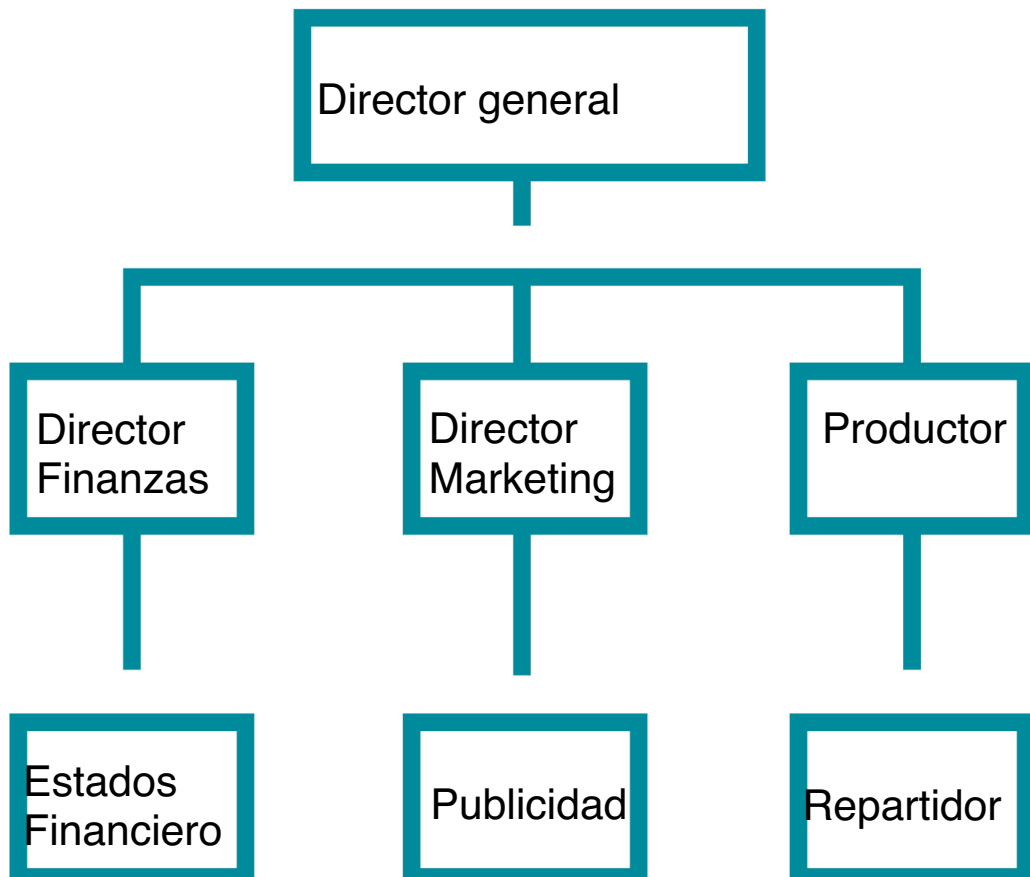 Director general
Director
Finanzas
Director
Marketing
Productor
Estados
Financiero
Publicidad
Repartidor